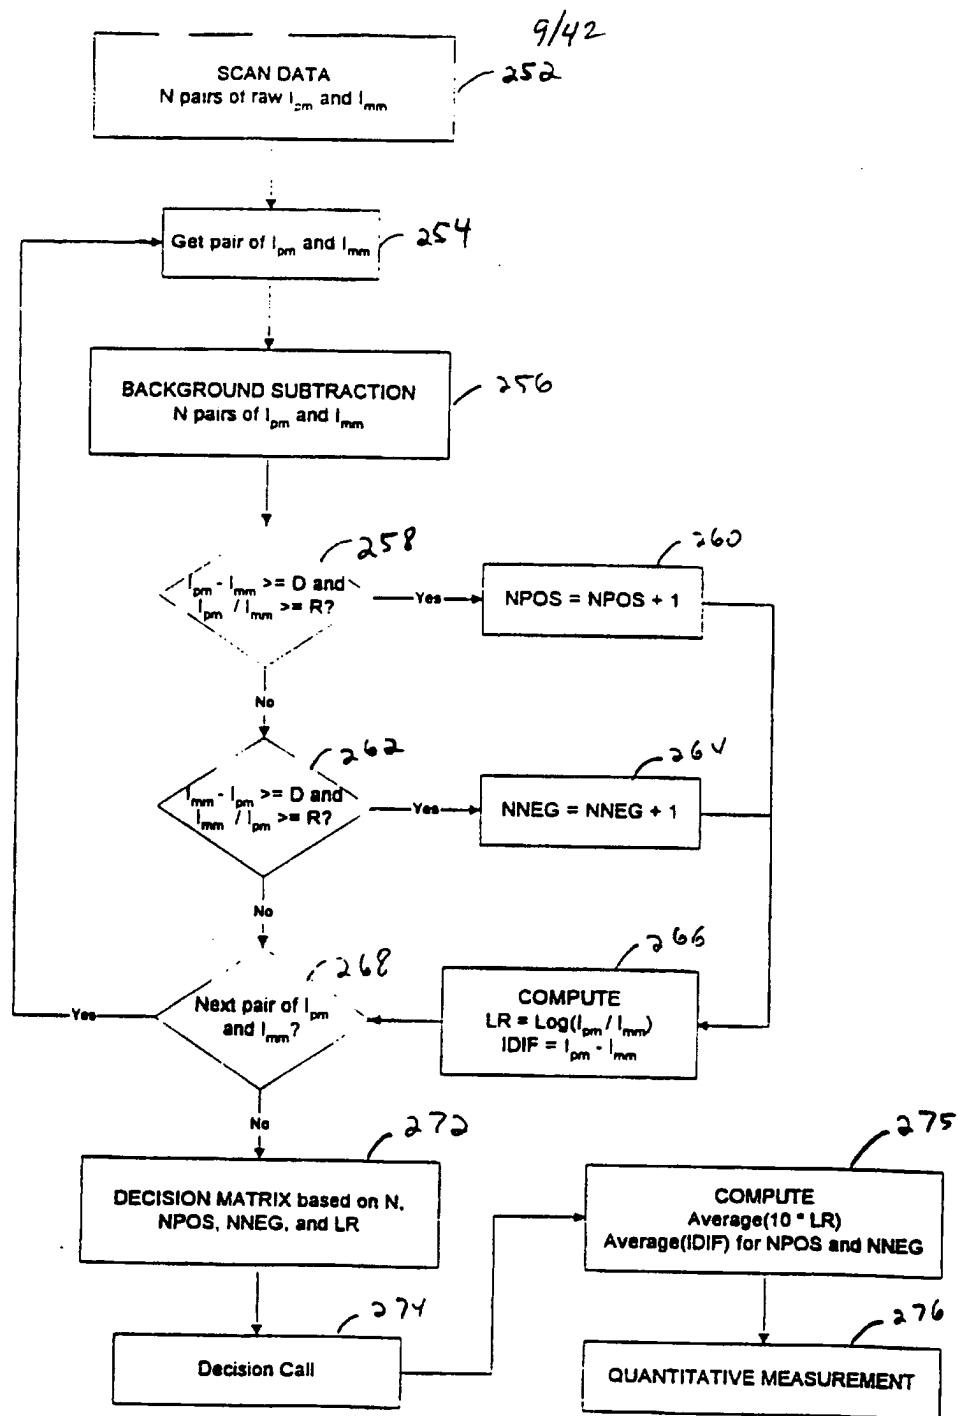 9/42
SCAN DATA
N pairs of raw Ipm and Imm
252
Get pair of Ipm and Imm
254
BACKGROUND SUBTRACTION
N pairs of Ipm and Imm
256
258
Ipm - Imm >= D and
Ipm / Imm >= R?
Yes
260
NPOS = NPOS + 1
No
262
Imm - Ipm >= D and
Imm / Ipm >= R?
Yes
264
NNEG = NNEG + 1
No
268
Next pair of Ipm
and Imm?
Yes
266
COMPUTE
LR = Log(Ipm / Imm)
IDIF = Ipm - Imm
No
272
DECISION MATRIX based on N,
NPOS, NNEG, and LR
275
COMPUTE
Average(10 * LR)
Average(IDIF) for NPOS and NNEG
274
Decision Call
276
QUANTITATIVE MEASUREMENT